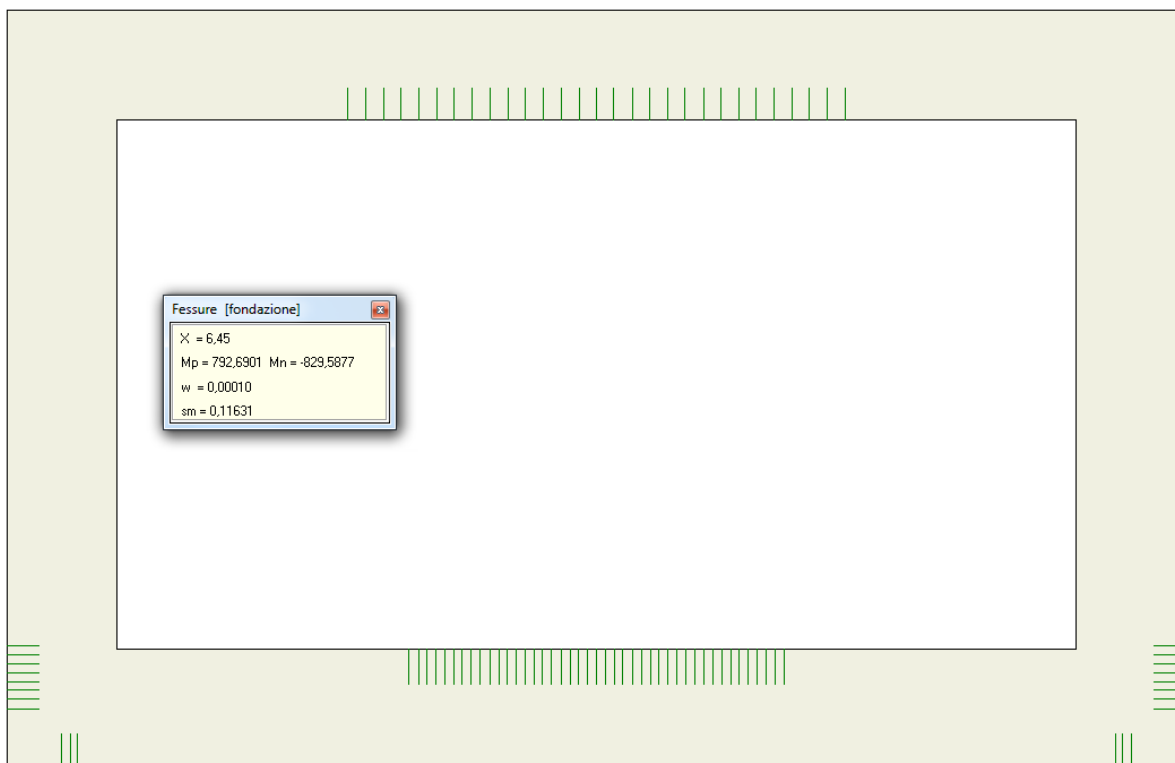 Fessure [fondazione]
X = 6,45
Mp = 792,6901 Mn = -829,5877
w = 0,00010
sm = 0,11631